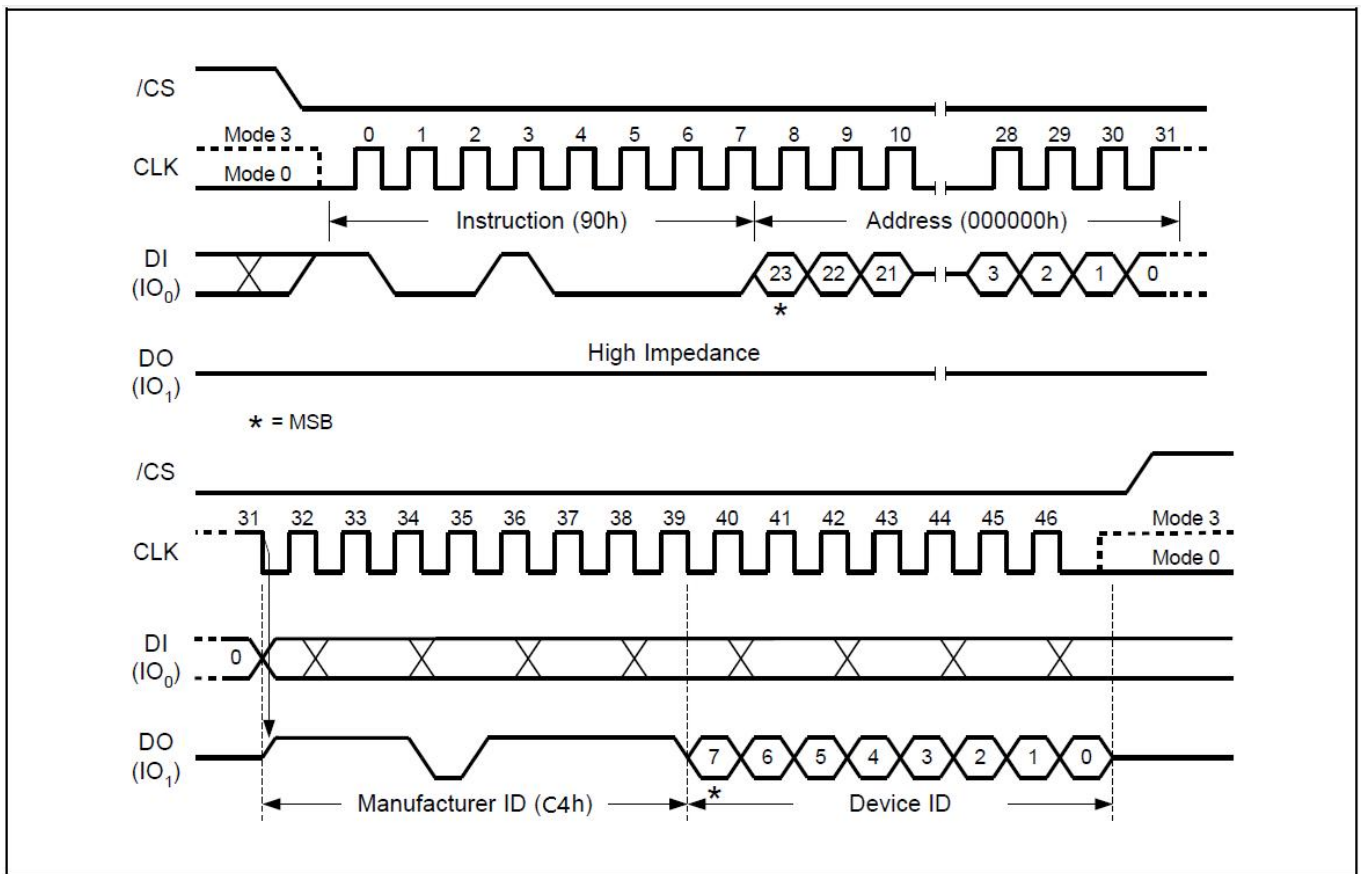 /CS
Mode 3 0 1 2 3 4 5 6 7 8 9 10 28 29 30 31
CLK
Mode 0
Instruction (90h) Address (000000h)
DI
(IO0) 23 22 21 3 2 1 0
*
High Impedance
DO
(IO1)
* = MSB
/CS
31 32 33 34 35 36 37 38 39 40 41 42 43 44 45 46 Mode 3
CLK
Mode 0
DI
(IO0) 0
DO
(IO1) 7 6 5 4 3 2 1 0
*
Manufacturer ID (C4h) Device ID